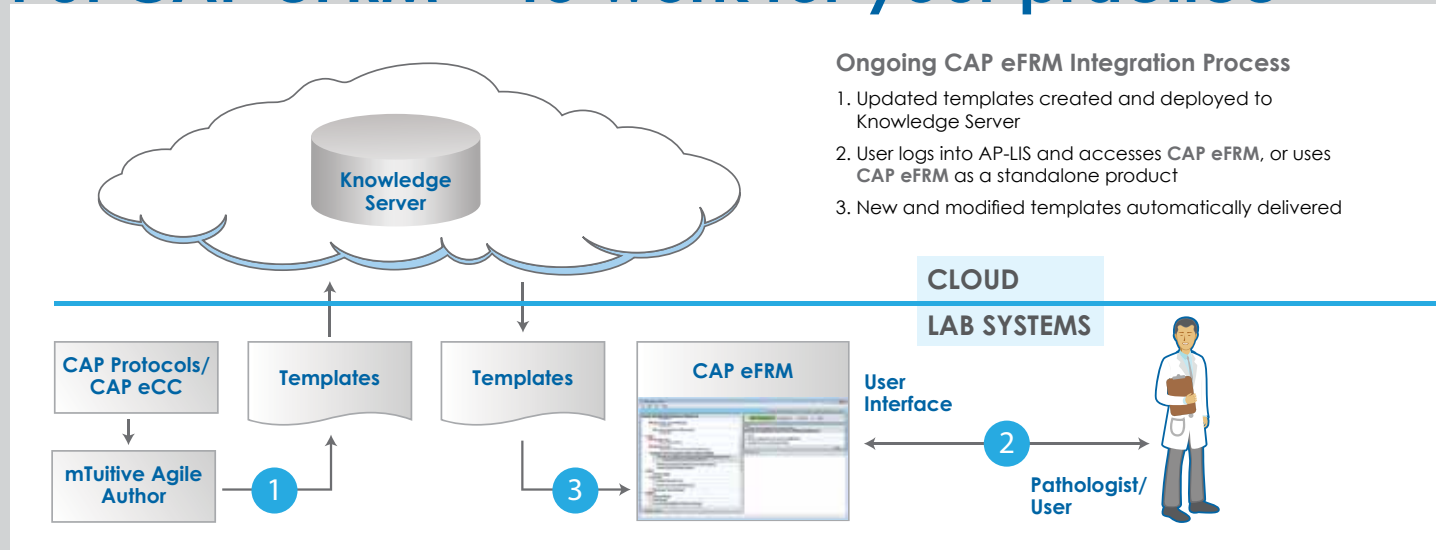 Ongoing CAP eFRM Integration Process
1. Updated templates created and deployed to
Knowledge Server
2. User logs into AP-LIS and accesses CAP eFRM, or uses
CAP eFRM as a standalone product
3. New and modified templates automatically delivered
Knowledge
Server
CLOUD
LAB SYSTEMS
CAP Protocols/
CAP eCC
Templates
Templates
CAP eFRM
User
Interface
mTuitive Agile
Author
1
3
2
Pathologist/
User